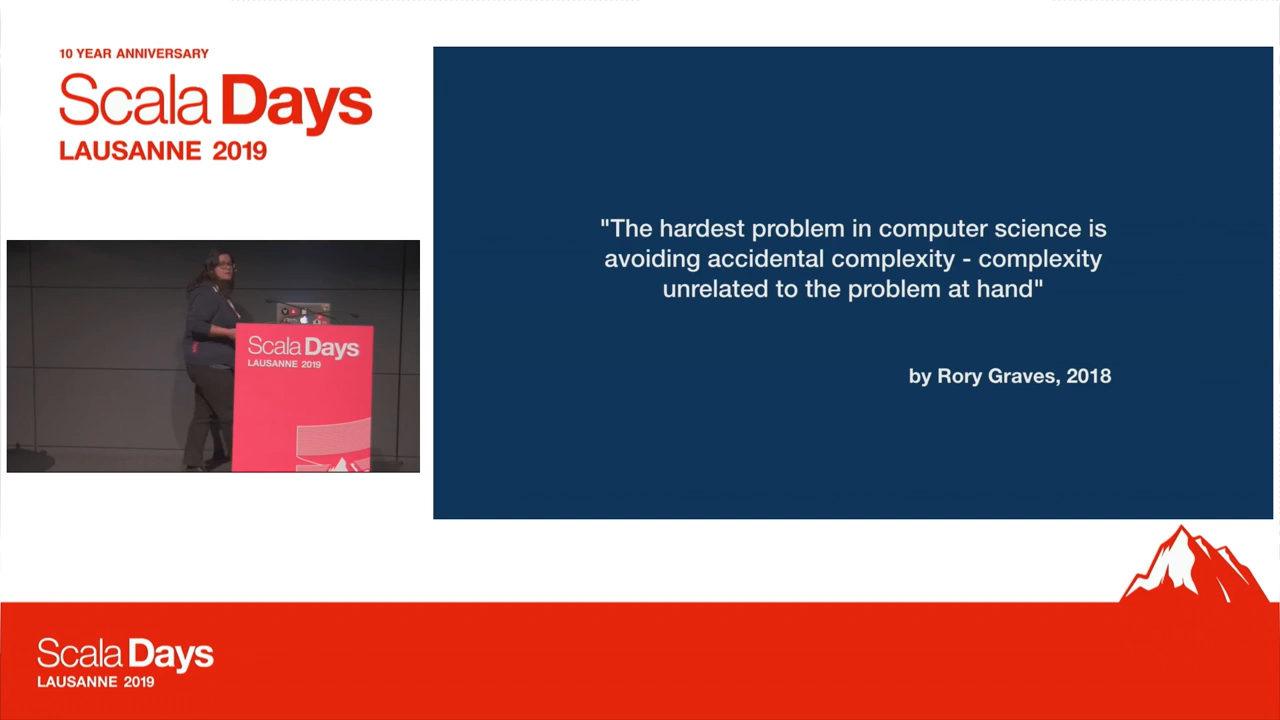 10 YEAR ANNIVERSARY
Scala Days
LAUSANNE 2019
"The hardest problem in computer science is
avoiding accidental complexity - complexity
unrelated to the problem at hand"
by Rory Graves, 2018
Scala Days
LAUSANNE 2019
Scala Days
LAUSANNE 2019